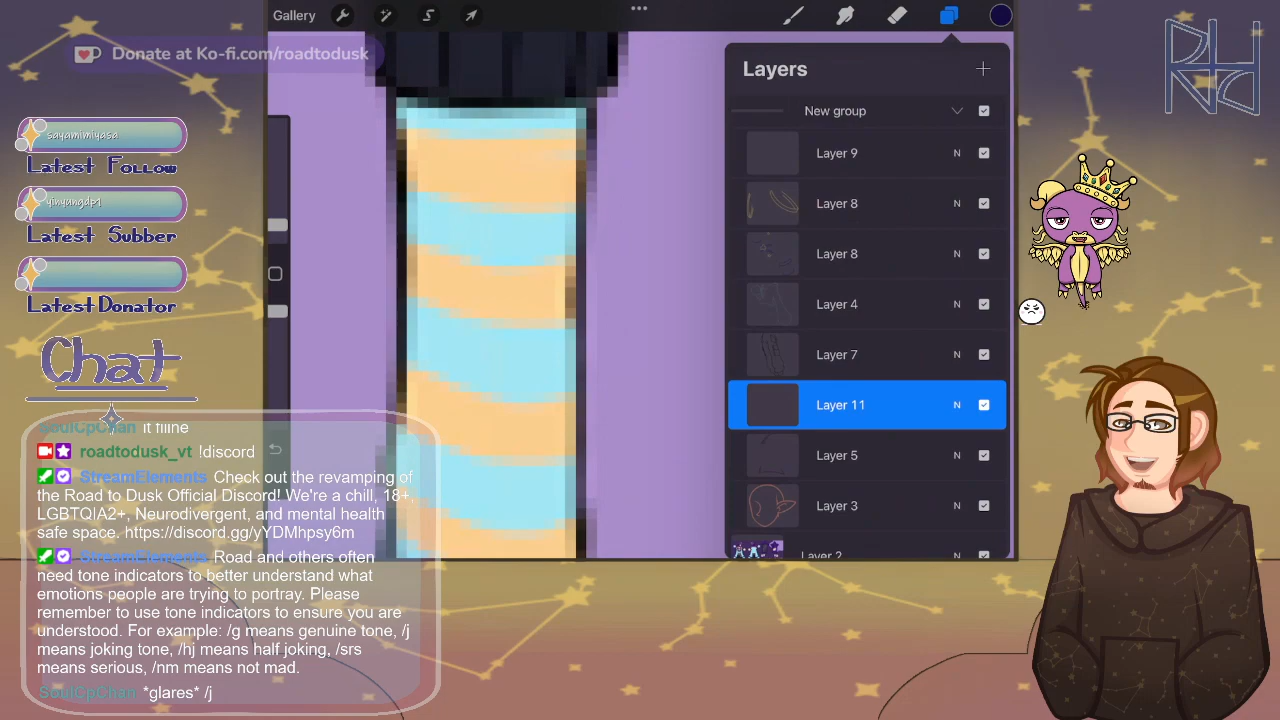 Gallery
Donate at Ko-fi.com/roadtodusk
Layers
New group
Layer 9 N
Layer 8 N
Layer 8 N
Layer 4 N
Layer 7 N
Layer 11 N
Layer 5 N
Layer 3 N
Layer 2 N
sayamimiyasa
Latest Follow
yinyangdp1
Latest Subber
Latest Donator
Chat
SoulCpChan it fiiine
roadtodusk_vt !discord
StreamElements Check out the revamping of
the Road to Dusk Official Discord! We're a chill, 18+,
LGBTQIA2+, Neurodivergent, and mental health
safe space. https://discord.gg/yYDMhpsy6m
StreamElements Road and others often
need tone indicators to better understand what
emotions people are trying to portray. Please
remember to use tone indicators to ensure you are
understood. For example: /g means genuine tone, /j
means joking tone, /hj means half joking, /srs
means serious, /nm means not mad.
SoulCpChan *glares* /j